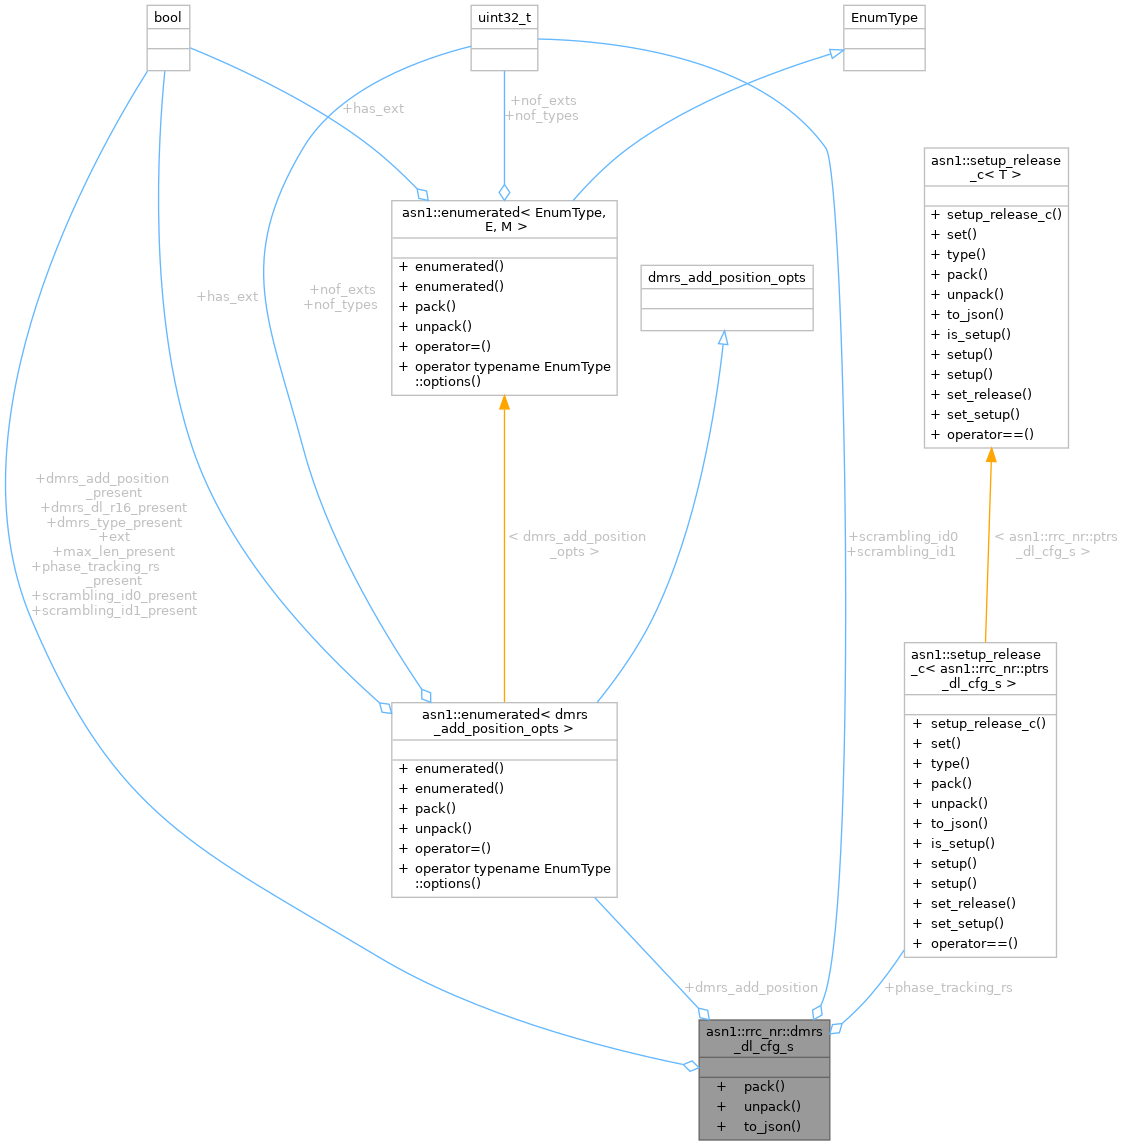 bool
uint32_t
EnumType
+has_ext
+nof_exts
+nof_types
asn1::setup_release
_c< T >
+ setup_release_c()
+ set()
+ type()
+ pack()
+ unpack()
+ to_json()
+ is_setup()
+ setup()
+ setup()
+ set_release()
+ set_setup()
+ operator==()
asn1::enumerated< EnumType,
E, M >
+ enumerated()
+ enumerated()
+ pack()
+ unpack()
+ operator=()
+ operator typename EnumType
::options()
dmrs_add_position_opts
+has_ext
+nof_exts
+nof_types
+dmrs_add_position
_present
+dmrs_dl_r16_present
+dmrs_type_present
+ext
+max_len_present
+phase_tracking_rs
_present
+scrambling_id0_present
+scrambling_id1_present
< dmrs_add_position
_opts >
+scrambling_id0
+scrambling_id1
< asn1::rrc_nr::ptrs
_dl_cfg_s >
asn1::setup_release
_c< asn1::rrc_nr::ptrs
_dl_cfg_s >
+ setup_release_c()
+ set()
+ type()
+ pack()
+ unpack()
+ to_json()
+ is_setup()
+ setup()
+ setup()
+ set_release()
+ set_setup()
+ operator==()
asn1::enumerated< dmrs
_add_position_opts >
+ enumerated()
+ enumerated()
+ pack()
+ unpack()
+ operator=()
+ operator typename EnumType
::options()
+dmrs_add_position
+phase_tracking_rs
asn1::rrc_nr::dmrs
_dl_cfg_s
+ pack()
+ unpack()
+ to_json()